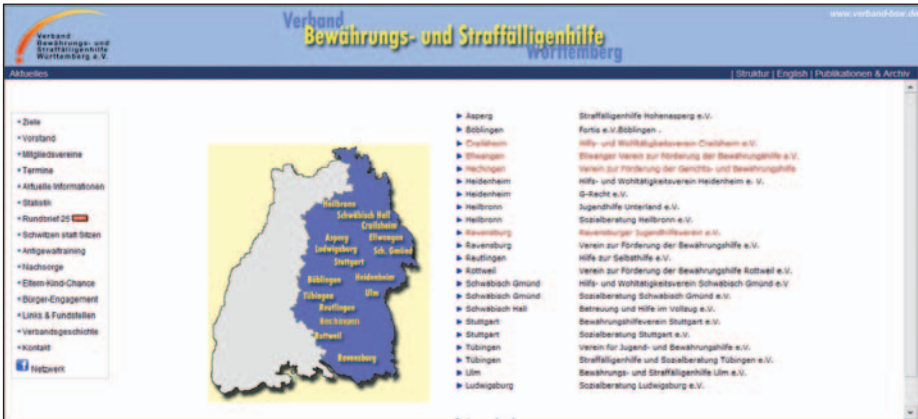 Verband
Bewährungs- und
Straffälligenhilfe
Württemberg e.V.
Verband
Bewährungs- und Straffälligenhilfe
Württemberg
www.verband-bsw.de
Aktuelles
| Struktur | English | Publikationen & Archiv
Ziele
Vorstand
Mitgliedsvereine
Termine
Aktuelle Informationen
Statistik
Rundbrief 25
Schwitzen statt Sitzen
Antigewalttraining
Nachsorge
Eltern-Kind-Chance
Bürger-Engagement
Links & Fundstellen
Verbandsgeschichte
Kontakt
Netzwerk
Heilbronn
Schwäbisch Hall
Crailsheim
Asperg Ellwangen
Ludwigsburg Sch. Gmünd
Stuttgart
Böblingen Heidenheim
Tübingen Ulm
Reutlingen
Hechingen
Rottweil
Ravensburg
Asperg Straffälligenhilfe Hohenasperg e.V.
Böblingen Fortis e.V.Böblingen .
Crailsheim Hilfs- und Wohltätigkeitsverein Crailsheim e.V.
Ellwangen Ellwanger Verein zur Förderung der Bewährungshilfe e.V.
Hechingen Verein zur Förderung der Gerichts- und Bewährungshilfe
Heidenheim Hilfs- und Wohltätigkeitsverein Heidenheim e. V.
Heidenheim G-Recht e.V.
Heilbronn Jugendhilfe Unterland e.V.
Heilbronn Sozialberatung Heilbronn e.V.
Ravensburg Ravensburger Jugendhilfeverein e.V.
Ravensburg Verein zur Förderung der Bewährungshilfe e.V.
Reutlingen Hilfe zur Selbsthilfe e.V.
Rottweil Verein zur Förderung der Bewährungshilfe Rottweil e.V.
Schwäbisch Gmünd Hilfs- und Wohltätigkeitsverein Schwäbisch Gmünd e.V
Schwäbisch Gmünd Sozialberatung Schwäbisch Gmünd e.V.
Schwäbisch Hall Betreuung und Hilfe im Vollzug e.V.
Stuttgart Bewährungshilfeverein Stuttgart e.V.
Stuttgart Sozialberatung Stuttgart e.V.
Tübingen Verein für Jugend- und Bewährungshilfe e.V.
Tübingen Straffälligenhilfe und Sozialberatung Tübingen e.V.
Ulm Bewährungs- und Straffälligenhilfe Ulm e.V.
Ludwigsburg Sozialberatung Ludwigsburg e.V.